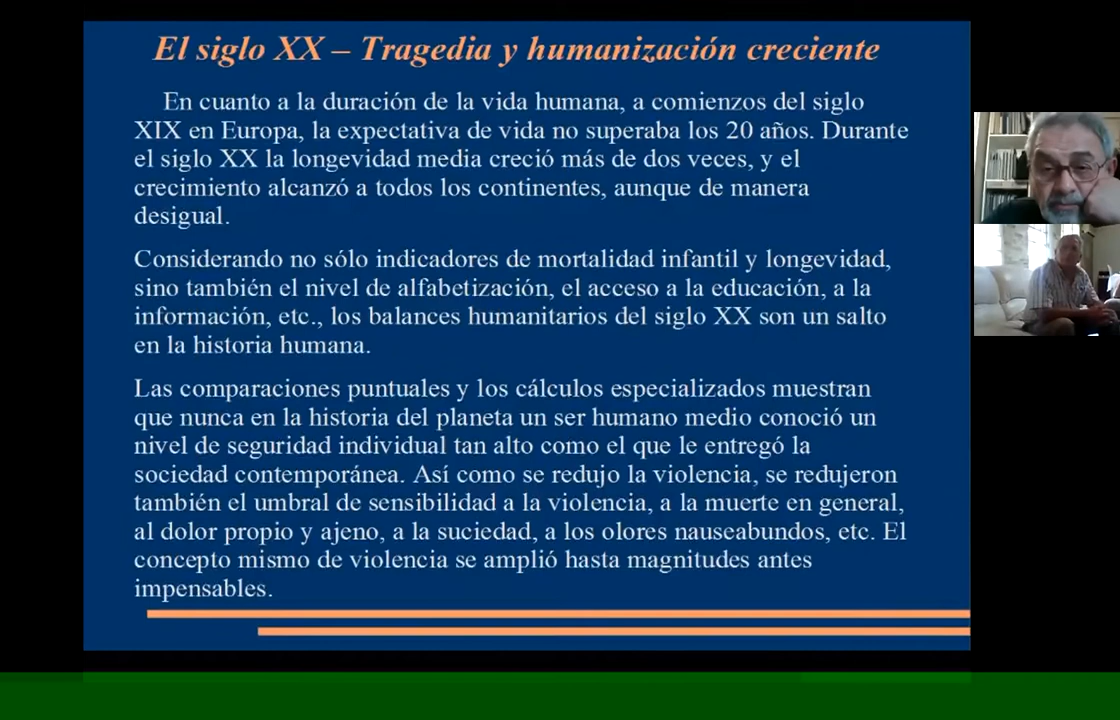 El siglo XX – Tragedia y humanización creciente
En cuanto a la duración de la vida humana, a comienzos del siglo
XIX en Europa, la expectativa de vida no superaba los 20 años. Durante
el siglo XX la longevidad media creció más de dos veces, y el
crecimiento alcanzó a todos los continentes, aunque de manera
desigual.
Considerando no sólo indicadores de mortalidad infantil y longevidad,
sino también el nivel de alfabetización, el acceso a la educación, a la
información, etc., los balances humanitarios del siglo XX son un salto
en la historia humana.
Las comparaciones puntuales y los cálculos especializados muestran
que nunca en la historia del planeta un ser humano medio conoció un
nivel de seguridad individual tan alto como el que le entregó la
sociedad contemporánea. Así como se redujo la violencia, se redujeron
también el umbral de sensibilidad a la violencia, a la muerte en general,
al dolor propio y ajeno, a la suciedad, a los olores nauseabundos, etc. El
concepto mismo de violencia se amplió hasta magnitudes antes
impensables.